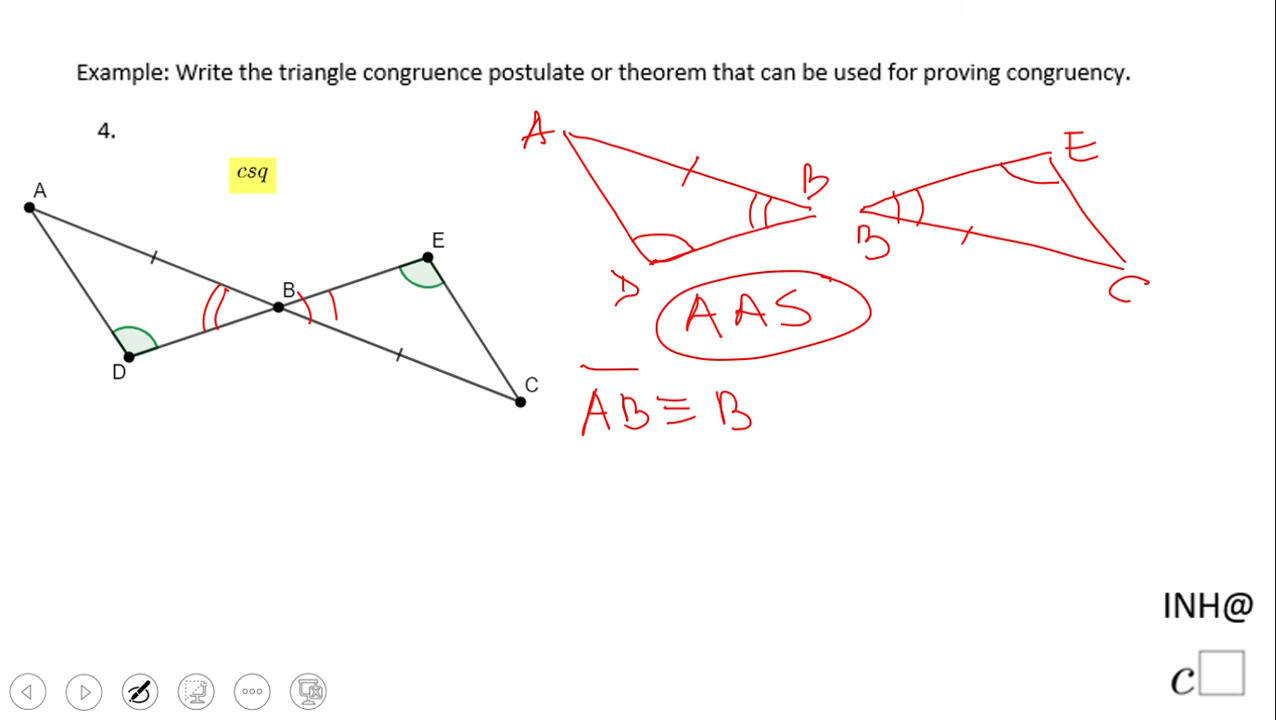 Example: Write the triangle congruence postulate or theorem that can be used for proving congruency.
4.
csq
A
B
E
D
C
A
B
D
B
E
C
AAS
AB ≡ B
INH@
c□